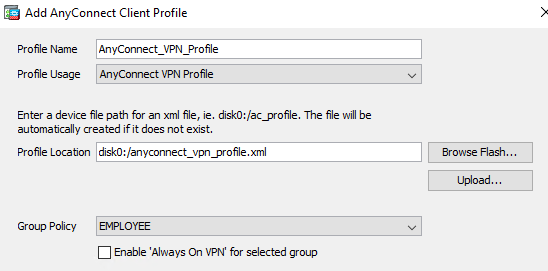 Add AnyConnect Client Profile
Profile Name AnyConnect_VPN_Profile
Profile Usage AnyConnect VPN Profile
Enter a device file path for an xml file, ie. disk0:/ac_profile. The file will be
automatically created if it does not exist.
Profile Location disk0:/anyconnect_vpn_profile.xml Browse Flash...
Upload...
Group Policy EMPLOYEE
Enable 'Always On VPN' for selected group